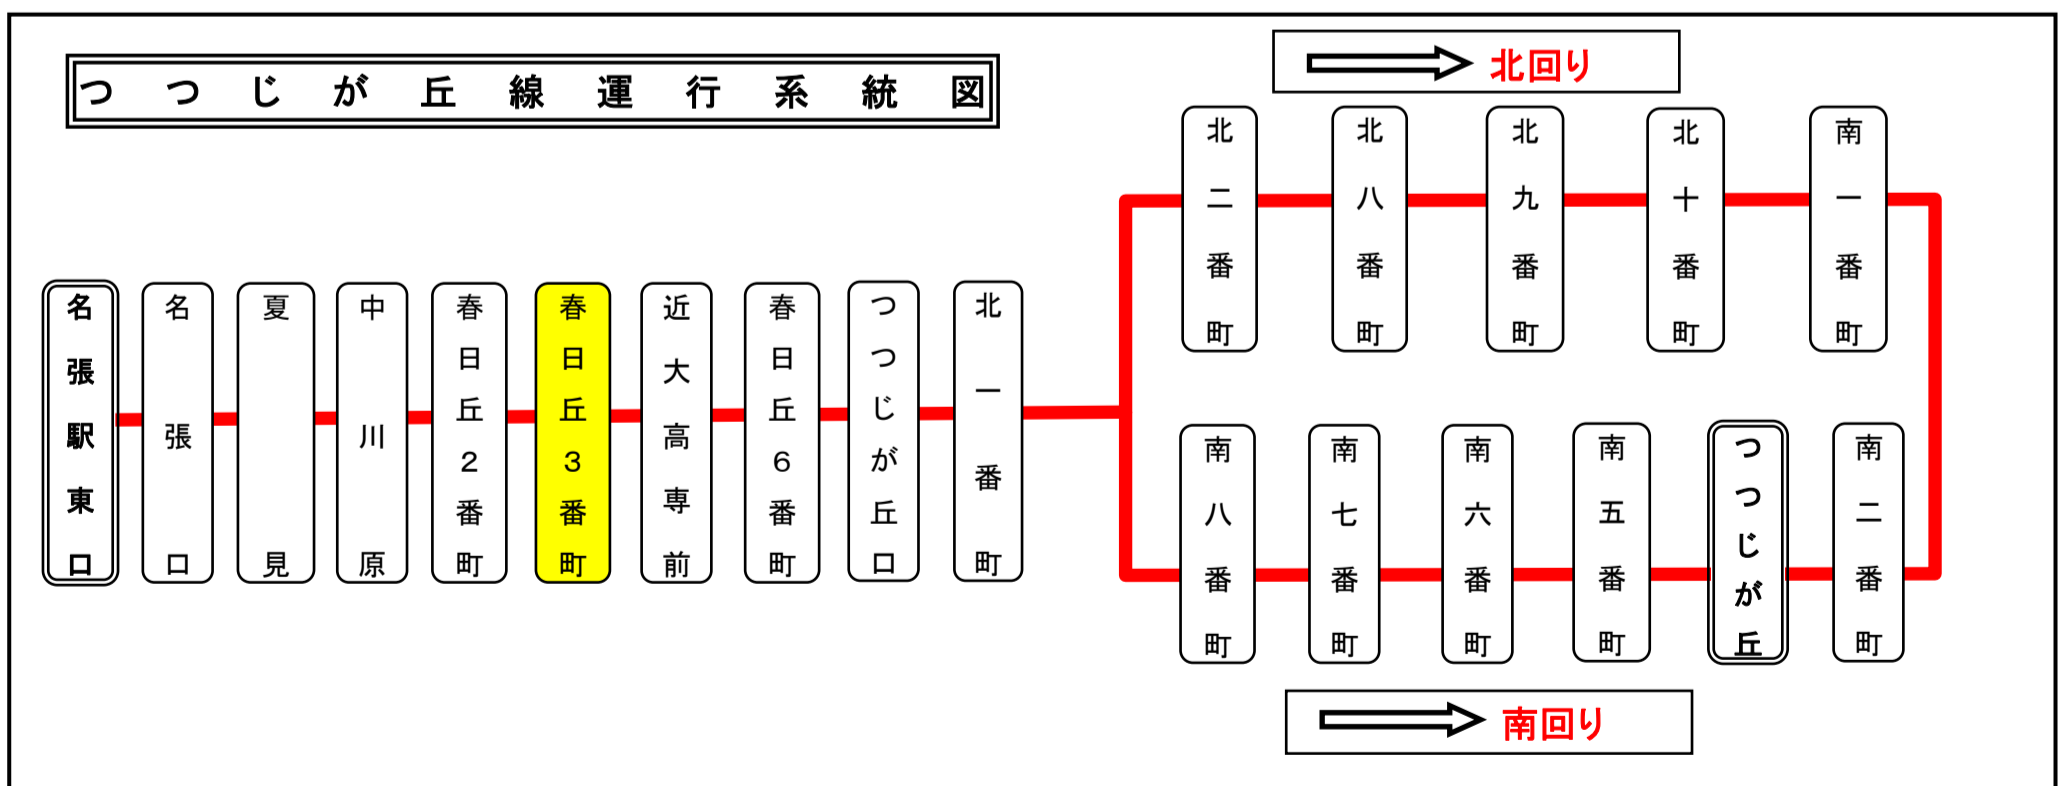 つつじが丘線運行系統図
北回り
北二番町
北八番町
北九番町
北十番町
南一番町
名張駅東口
名張口
夏見
中川原
春日丘2番町
春日丘3番町
近大高専前
春日丘6番町
つつじが丘口
北一番町
南八番町
南七番町
南六番町
南五番町
つつじが丘
南二番町
南回り